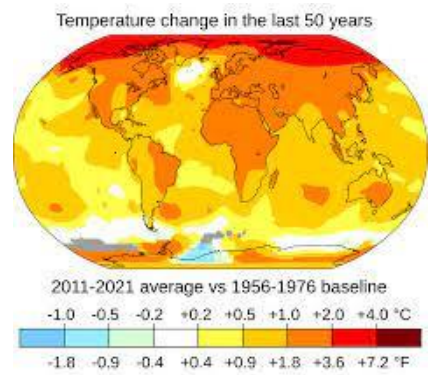 Temperature change in the last 50 years
2011-2021 average vs 1956-1976 baseline
-1.0 -0.5 -0.2 +0.2 +0.5 +1.0 +2.0 +4.0 °C
-1.8 -0.9 -0.4 +0.4 +0.9 +1.8 +3.6 +7.2 °F